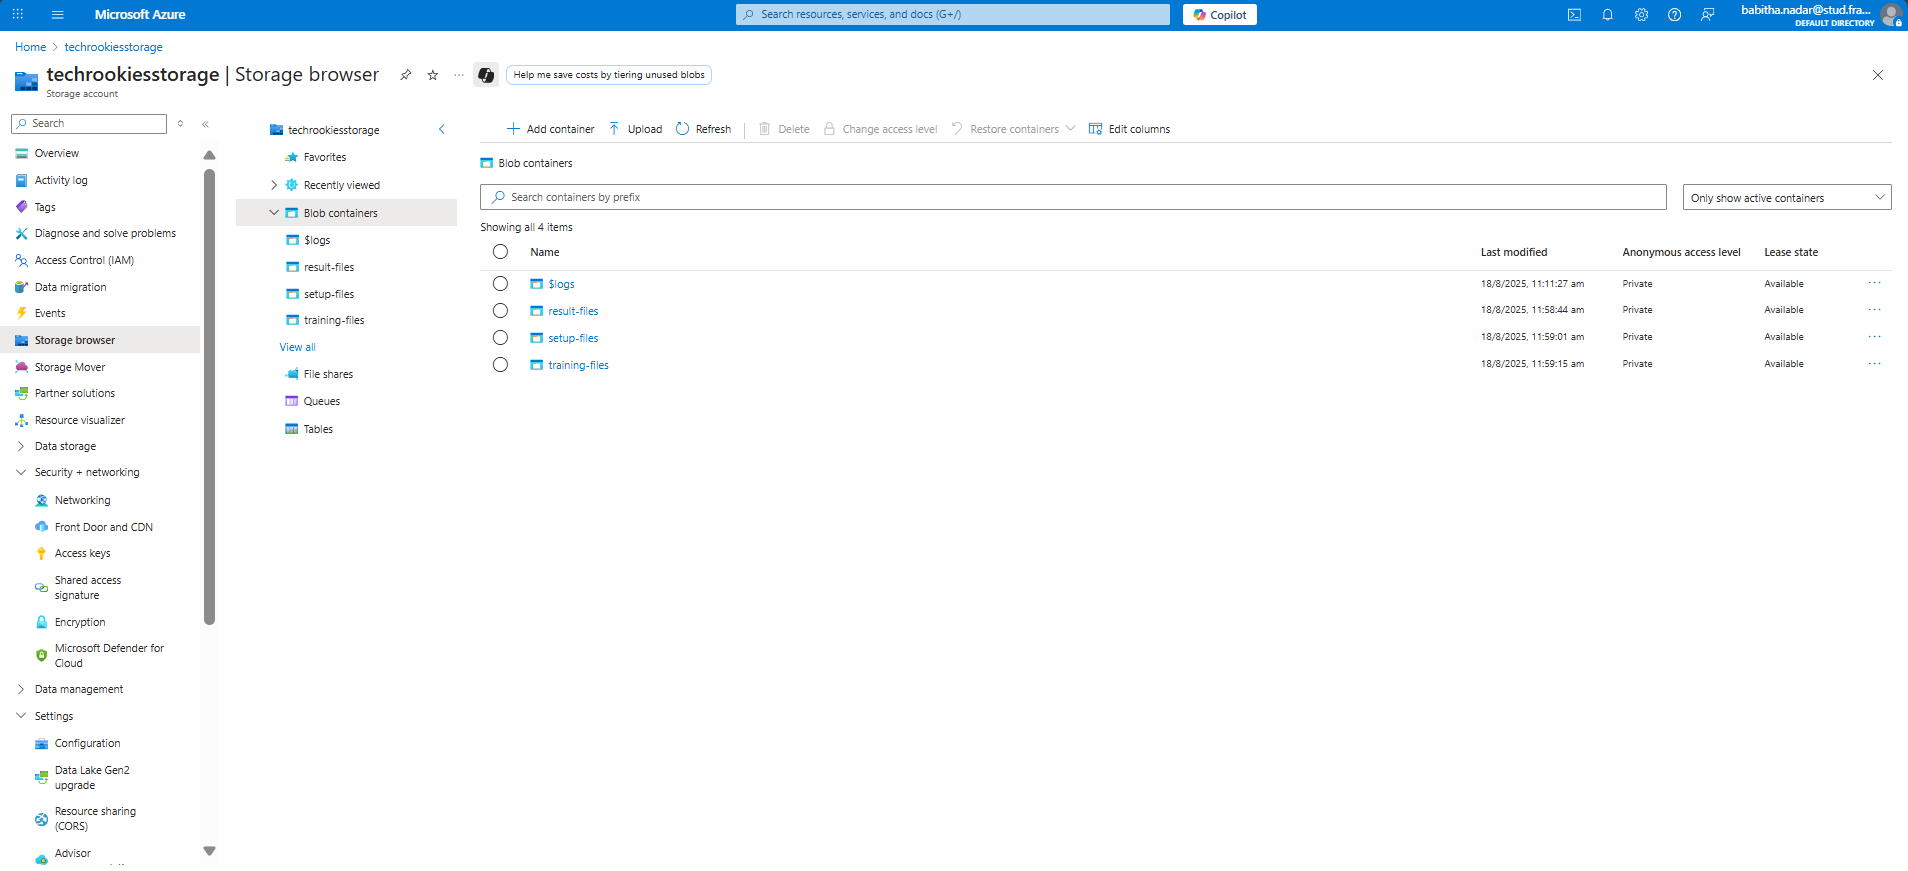 Microsoft Azure
Search resources, services, and docs (G+/)
Copilot
babitha.nadar@stud.fra...
DEFAULT DIRECTORY
Home > techrookiesstorage
techrookiesstorage | Storage browser
Storage account
Help me save costs by tiering unused blobs
Search
Overview
Activity log
Tags
Diagnose and solve problems
Access Control (IAM)
Data migration
Events
Storage browser
Storage Mover
Partner solutions
Resource visualizer
Data storage
Security + networking
Networking
Front Door and CDN
Access keys
Shared access
signature
Encryption
Microsoft Defender for
Cloud
Data management
Settings
Configuration
Data Lake Gen2
upgrade
Resource sharing
(CORS)
Advisor
techrookiesstorage
Favorites
Recently viewed
Blob containers
$logs
result-files
setup-files
training-files
View all
File shares
Queues
Tables
Add container Upload Refresh Delete Change access level Restore containers Edit columns
Blob containers
Search containers by prefix
Only show active containers
Showing all 4 items
Name Last modified Anonymous access level Lease state
$logs 18/8/2025, 11:11:27 am Private Available ...
result-files 18/8/2025, 11:58:44 am Private Available ...
setup-files 18/8/2025, 11:59:01 am Private Available ...
training-files 18/8/2025, 11:59:15 am Private Available ...